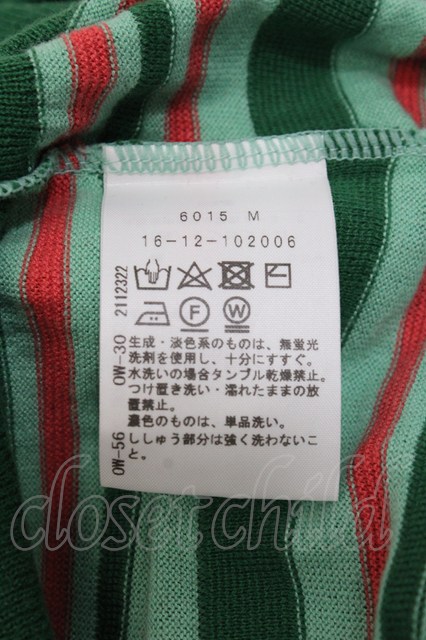 6015 M
16-12-102006
F
W
生成・淡色系のものは、無蛍光
洗剤を使用し、十分にすすぐ。
水洗いの場合タンブル乾燥禁止。
つけ置き洗い・濡れたままの放
置禁止。
濃色のものは、単品洗い。
ししゅう部分は強く洗わないこ
と。
OW-56 OW-30 2112322
closet child